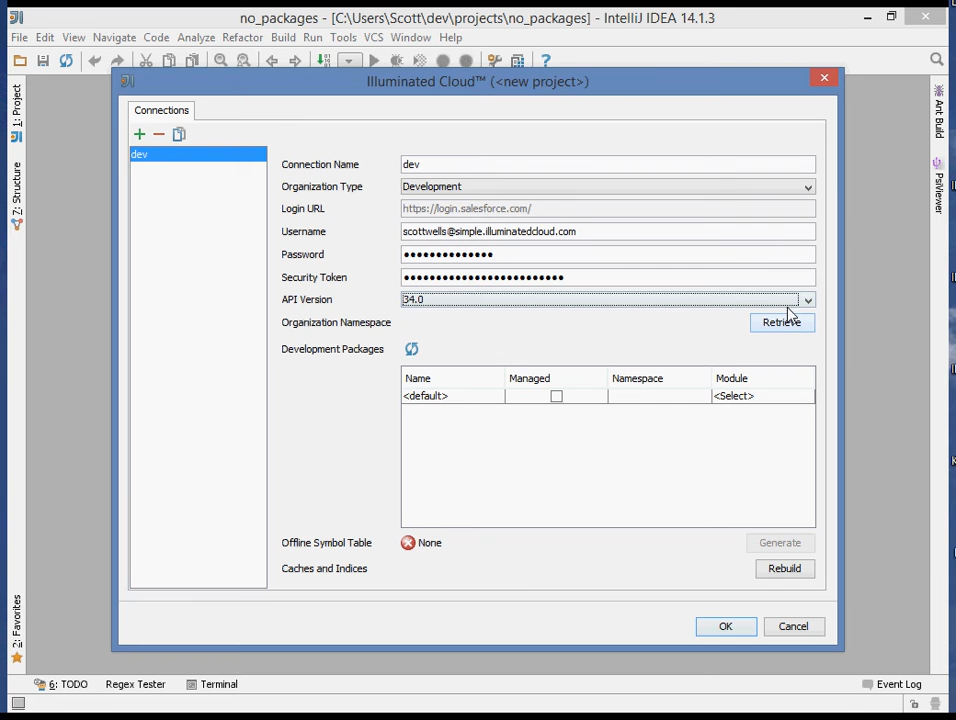 no_packages - [C:\Users\Scott\dev\projects\no_packages] - IntelliJ IDEA 14.1.3
File Edit View Navigate Code Analyze Refactor Build Run Tools VCS Window Help
1: Project
7: Structure
2: Favorites
Ant Build
PsiViewer
Illuminated Cloud™ (<new project>)
Connections
dev
Connection Name dev
Organization Type Development
Login URL https://login.salesforce.com/
Username scottwells@simple.illuminatedcloud.com
Password ●●●●●●●●●●●●●●
Security Token ●●●●●●●●●●●●●●●●●●●●●●●●●
API Version 34.0
Organization Namespace Retrieve
Development Packages
Name Managed Namespace Module
<default> <Select>
Offline Symbol Table None Generate
Caches and Indices Rebuild
OK Cancel
6: TODO Regex Tester Terminal Event Log